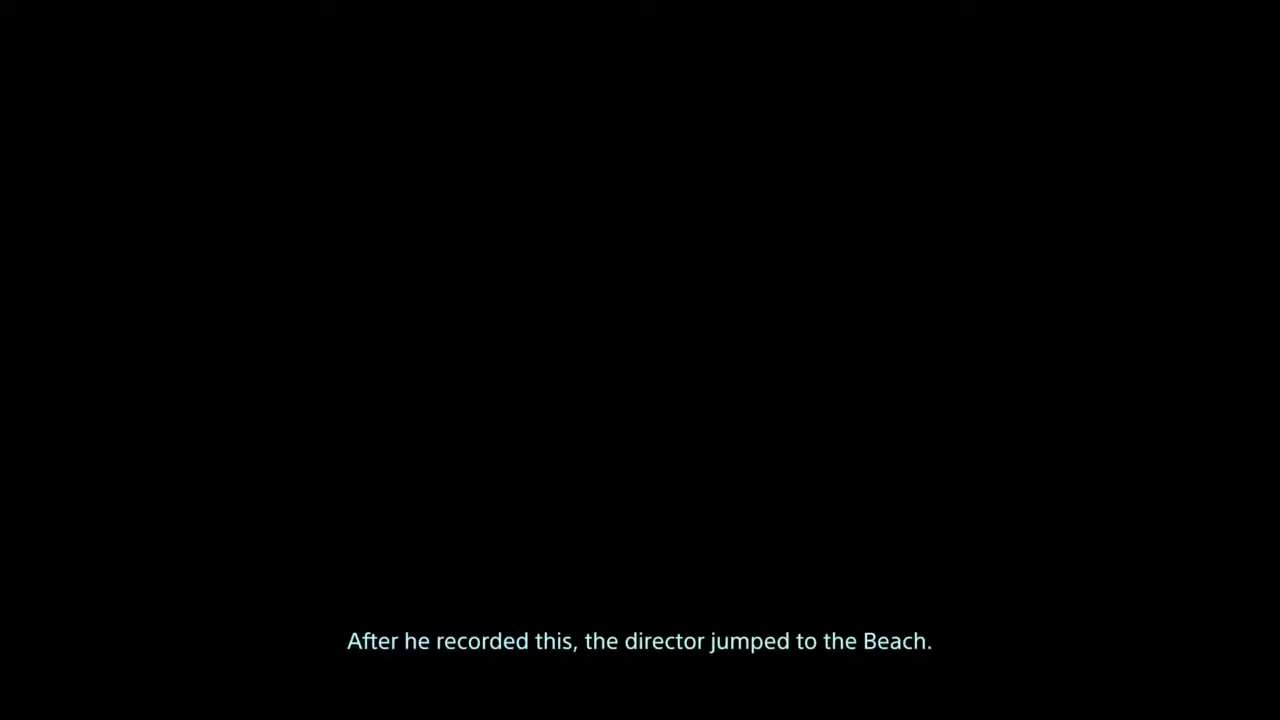 After he recorded this, the director jumped to the Beach.